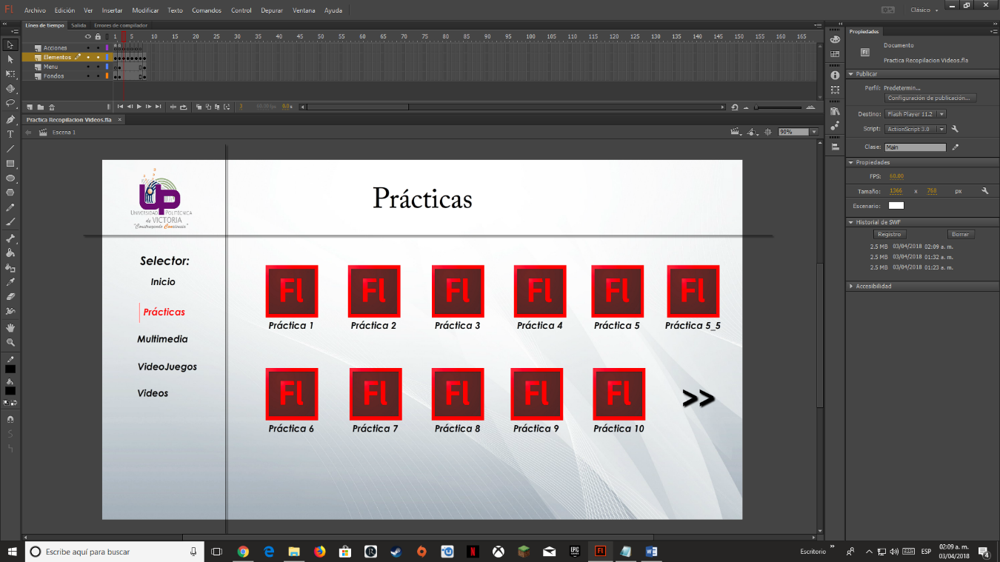 Fl Archivo Edición Ver Insertar Modificar Texto Comandos Control Depurar Ventana Ayuda Clásico
Línea de tiempo Salida Errores de compilador
1 5 10 15 20 25 30 35 40 45 50 55 60 65 70 75 80 85 90 95 100 105 110 115 120 125 130 135 140 145 150 155 160 165
Acciones
Elementos
Menu
Fondos
3
Practica Recopilacion Videos.fla ×
Escena 1
90%
UP
UNIVERSIDAD POLITÉCNICA
de VICTORIA
"Construyendo Conciencia"
Prácticas
Selector:
Inicio
Prácticas
Multimedia
VideoJuegos
Videos
Fl Fl Fl Fl Fl Fl
Práctica 1 Práctica 2 Práctica 3 Práctica 4 Práctica 5 Práctica 5_5
Fl Fl Fl Fl Fl >>
Práctica 6 Práctica 7 Práctica 8 Práctica 9 Práctica 10
Propiedades
Fl
Documento
Practica Recopilacion Videos.fla
Publicar
Perfil: Predetermin...
Configuración de publicación...
Destino: Flash Player 11.2
Script: ActionScript 3.0
Clase: Main
Propiedades
FPS: 60.00
Tamaño: 1366 x 768 px
Escenario:
Historial de SWF
Registro Borrar
2.5 MB 03/04/2018 02:09 a. m.
2.5 MB 03/04/2018 01:32 a. m.
2.5 MB 03/04/2018 01:23 a. m.
Accesibilidad
Escribe aquí para buscar
EPIC
Fl
Escritorio
ESP
02:09 a. m.
03/04/2018
4